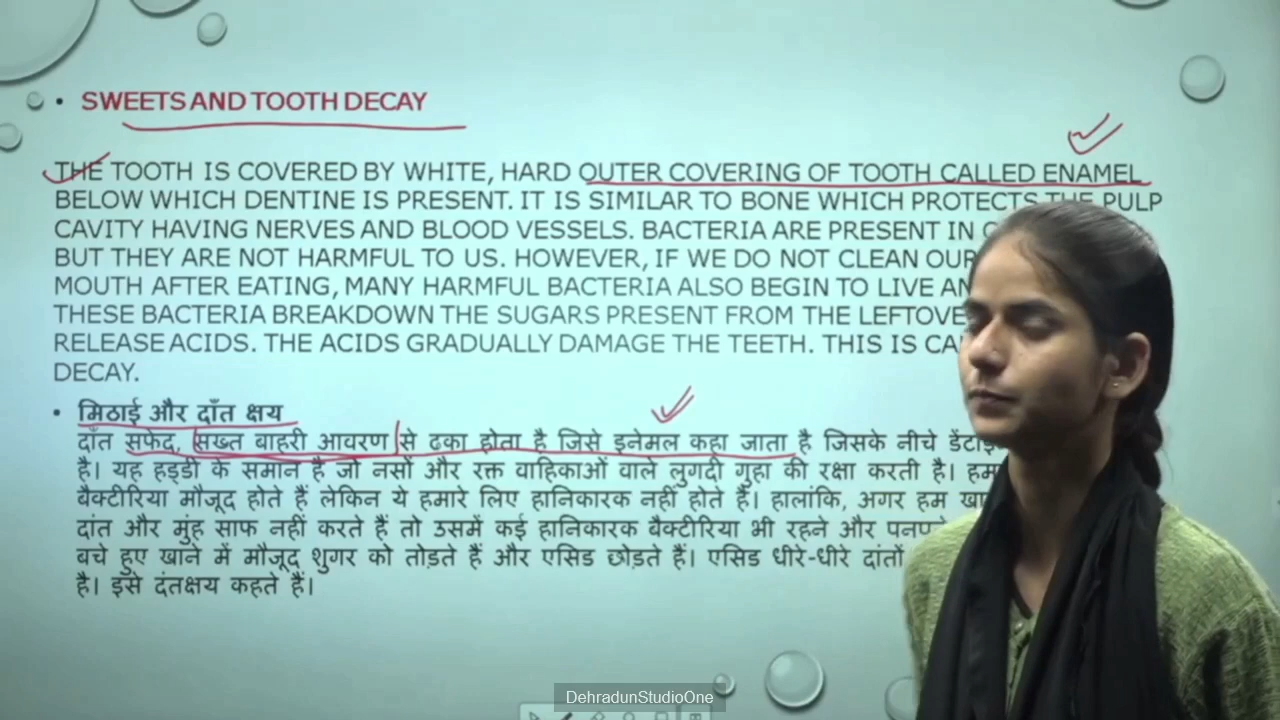 • SWEETS AND TOOTH DECAY
THE TOOTH IS COVERED BY WHITE, HARD OUTER COVERING OF TOOTH CALLED ENAMEL
BELOW WHICH DENTINE IS PRESENT. IT IS SIMILAR TO BONE WHICH PROTECTS THE PULP
CAVITY HAVING NERVES AND BLOOD VESSELS. BACTERIA ARE PRESENT IN
BUT THEY ARE NOT HARMFUL TO US. HOWEVER, IF WE DO NOT CLEAN OUR
MOUTH AFTER EATING, MANY HARMFUL BACTERIA ALSO BEGIN TO LIVE
THESE BACTERIA BREAKDOWN THE SUGARS PRESENT FROM THE
RELEASE ACIDS. THE ACIDS GRADUALLY DAMAGE THE TEETH. THIS IS
DECAY.
• मिठाई और दाँत क्षय
दाँत सफेद, सख्त बाहरी आवरण से ढका होता है जिसे इनेमल कहा जाता है जिसके नीचे
है। यह हड्डी के समान है जो नसों और रक्त वाहिकाओं वाले लुगदी गुहा की रक्षा करती है।
बैक्टीरिया मौजूद होते हैं लेकिन ये हमारे लिए हानिकारक नहीं होते हैं। हालांकि, अगर हम
दांत और मुंह साफ नहीं करते हैं तो उसमें कई हानिकारक बैक्टीरिया भी रहने और
बचे हुए खाने में मौजूद शुगर को तोड़ते हैं और एसिड छोड़ते हैं। एसिड धीरे-धीरे दांतों
है। इसे दंतक्षय कहते हैं।
DehradunStudioOne